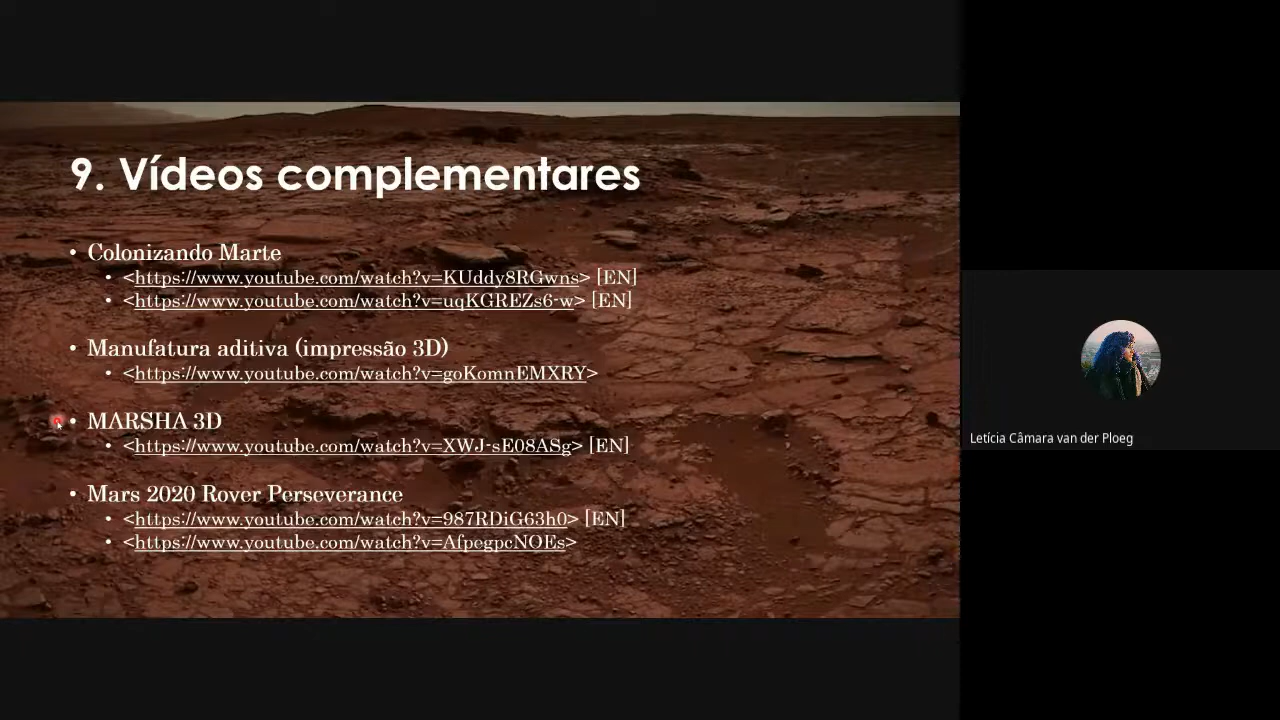 9. Vídeos complementares
• Colonizando Marte
• <https://www.youtube.com/watch?v=KUddy8RGwns> [EN]
• <https://www.youtube.com/watch?v=uqKGREZs6-w> [EN]
• Manufatura aditiva (impressão 3D)
• <https://www.youtube.com/watch?v=goKomnEMXRY>
• MARSHA 3D
• <https://www.youtube.com/watch?v=XWJ-sE08ASg> [EN]
• Mars 2020 Rover Perseverance
• <https://www.youtube.com/watch?v=987RDiG63h0> [EN]
• <https://www.youtube.com/watch?v=AfpegpcNOEs>
Letícia Câmara van der Ploeg